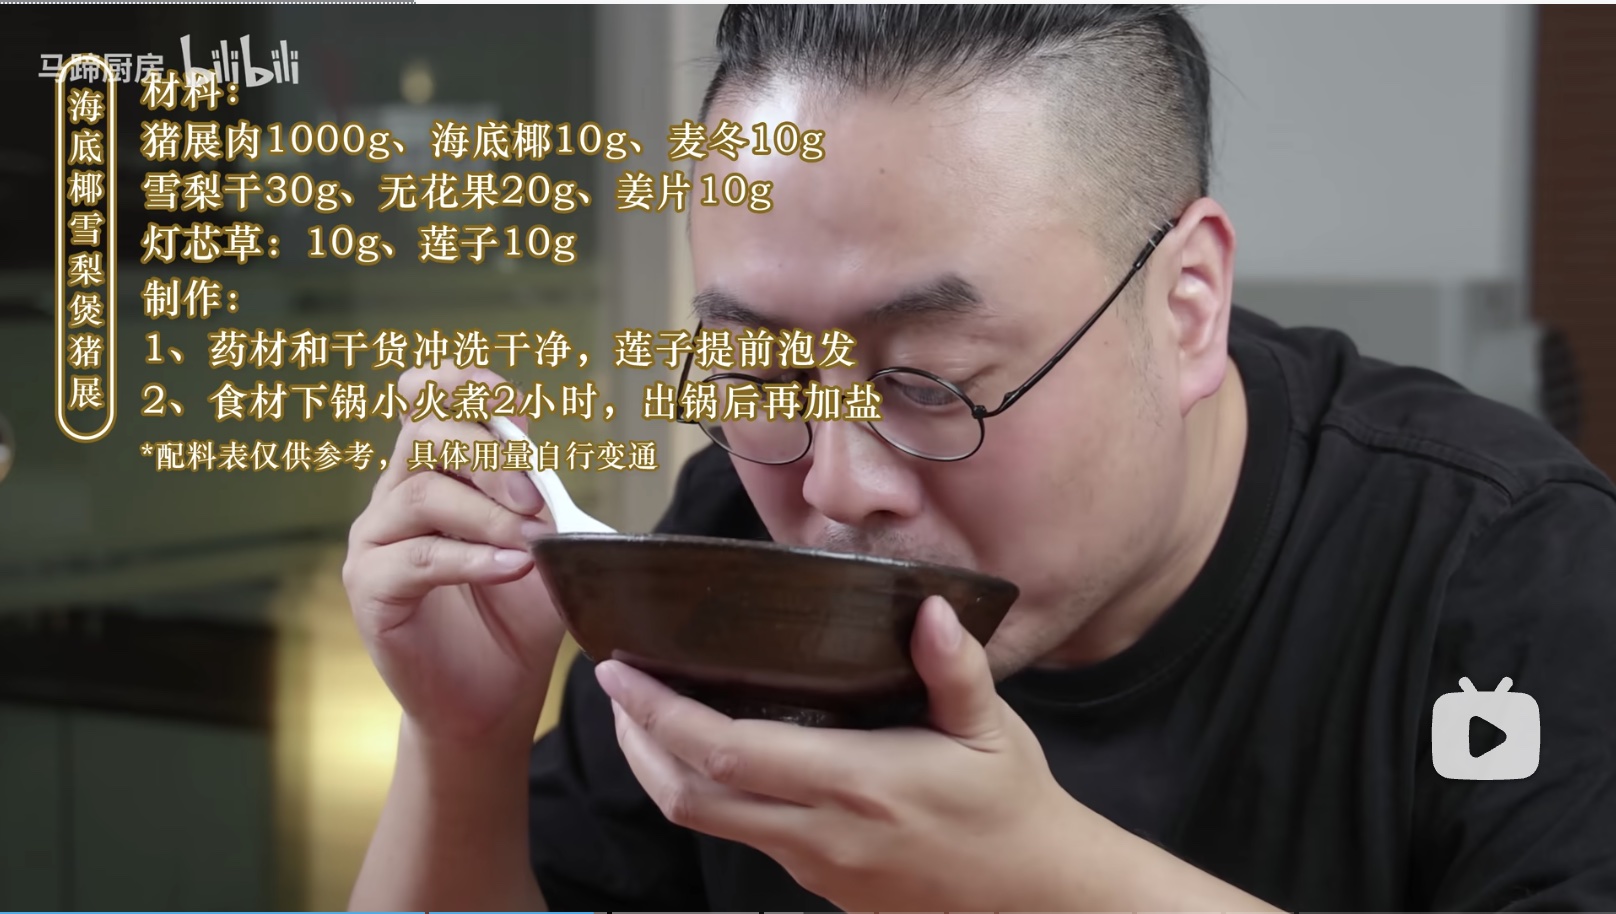 马蹄厨房 bilibili
海底椰雪梨煲猪展
材料：
猪展肉1000g、海底椰10g、麦冬10g
雪梨干30g、无花果20g、姜片10g
灯芯草：10g、莲子10g
制作：
1、药材和干货冲洗干净，莲子提前泡发
2、食材下锅小火煮2小时，出锅后再加盐
*配料表仅供参考，具体用量自行变通